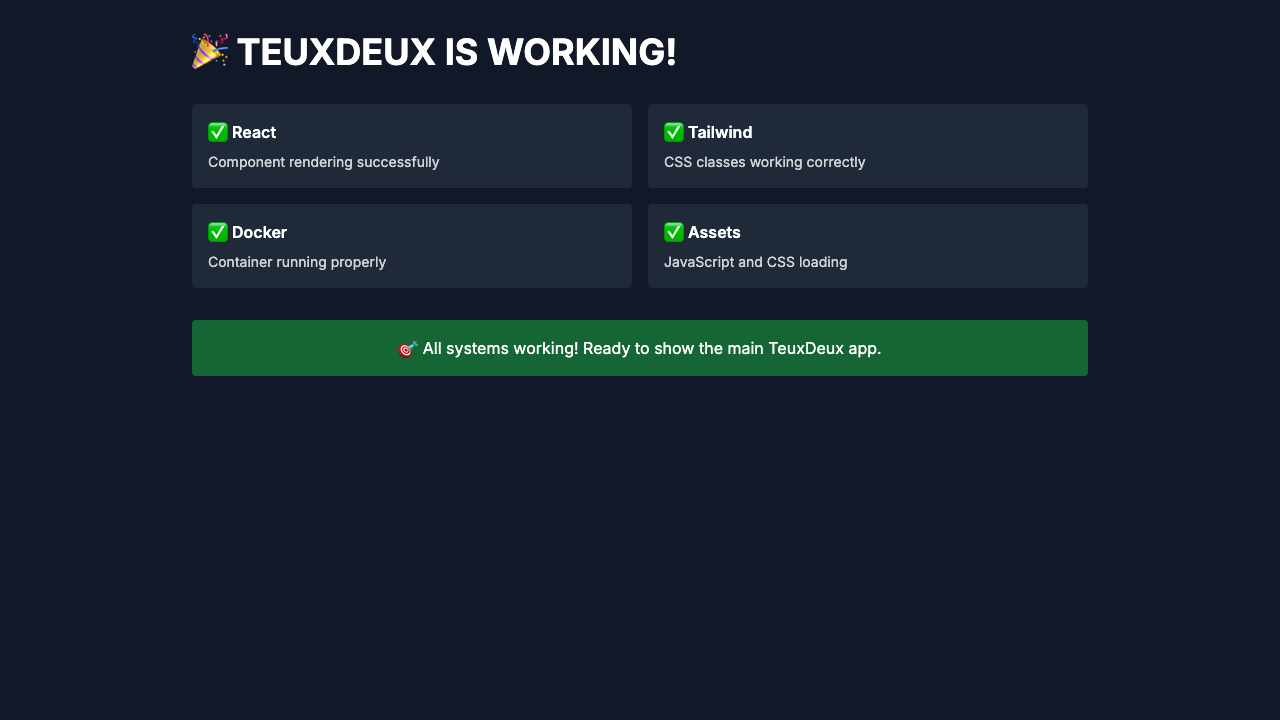 🎉 TEUXDEUX IS WORKING!
✅ React
Component rendering successfully
✅ Tailwind
CSS classes working correctly
✅ Docker
Container running properly
✅ Assets
JavaScript and CSS loading
🎯 All systems working! Ready to show the main TeuxDeux app.